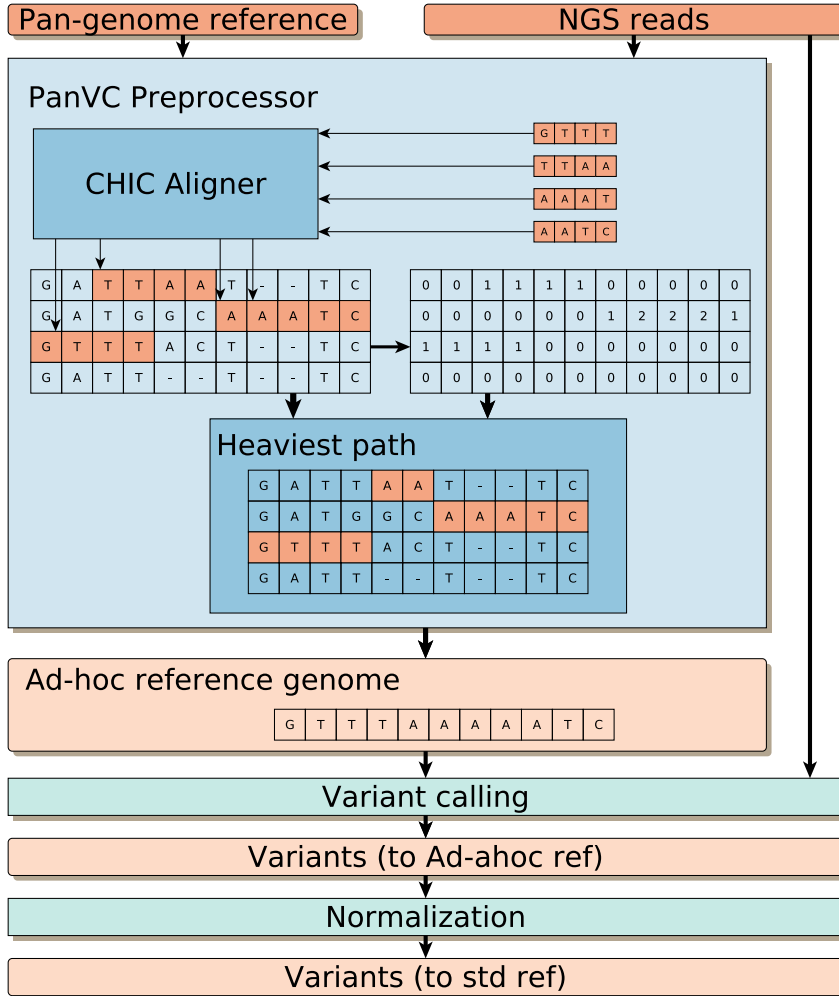 Pan-genome reference
NGS reads
PanVC Preprocessor
CHIC Aligner
G T T T
T T A A
A A A T
A A T C
G A T T A A T - - T C
G A T G G C A A A T C
G T T T A C T - - T C
G A T T - - T - - T C
0 0 1 1 1 1 0 0 0 0 0
0 0 0 0 0 0 1 2 2 2 1
1 1 1 1 0 0 0 0 0 0 0
0 0 0 0 0 0 0 0 0 0 0
Heaviest path
G A T T A A T - - T C
G A T G G C A A A T C
G T T T A C T - - T C
G A T T - - T - - T C
Ad-hoc reference genome
G T T T A A A A A T C
Variant calling
Variants (to Ad-ahoc ref)
Normalization
Variants (to std ref)